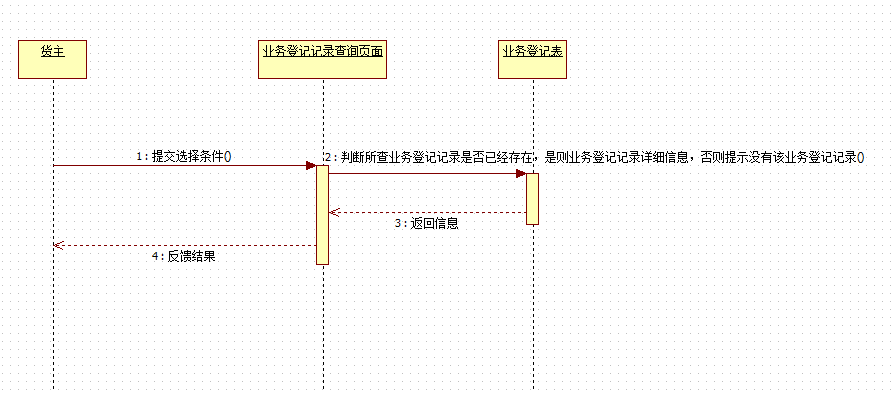 货主
业务登记记录查询页面
业务登记表
1：提交选择条件()
2：判断所查业务登记记录是否已经存在，是则业务登记记录详细信息，否则提示没有该业务登记记录()
3：返回信息
4：反馈结果